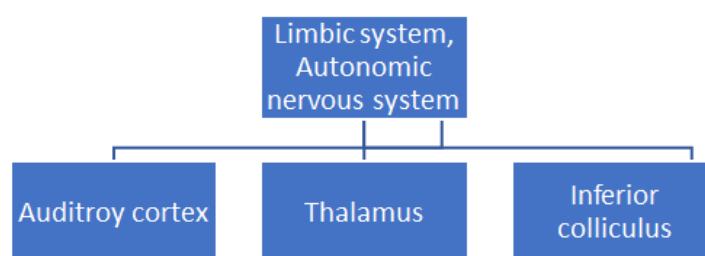 Limbic system,
Autonomic
nervous system
Auditroy cortex
Thalamus
Inferior
colliculus